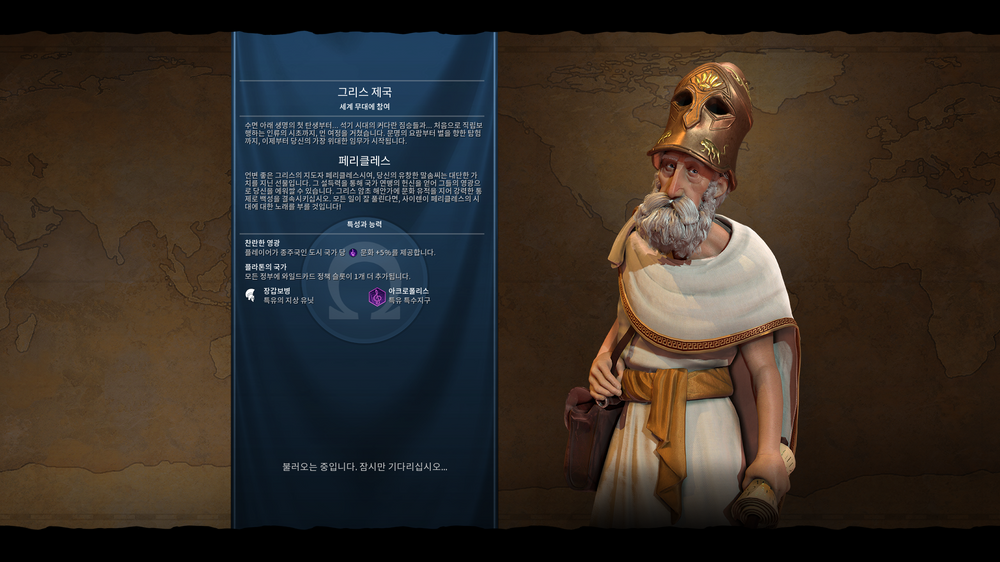 그리스 제국
세계 무대에 참여
수면 아래 생명의 첫 탄생부터... 석기 시대의 커다란 짐승들과... 처음으로 직립보
행하는 인류의 시초까지, 먼 여정을 거쳤습니다. 문명의 요람부터 별을 향한 탐험
까지, 이제부터 당신의 가장 위대한 임무가 시작됩니다.
페리클레스
언변 좋은 그리스의 지도자 페리클레스시여, 당신의 유창한 말솜씨는 대단한 가
치를 지닌 선물입니다. 그 설득력을 통해 국가 연맹의 헌신을 얻어 그들의 영광으
로 당신을 에워쌀 수 있습니다. 그리스 암초 해안가에 문화 유적을 지어 강력한 통
제로 백성을 결속시키십시오. 모든 일이 잘 풀린다면, 사이렌이 페리클레스의 시
대에 대한 노래를 부를 것입니다!
특성과 능력
찬란한 영광
플레이어가 종주국인 도시 국가 당 문화 +5%를 제공합니다.
플라톤의 국가
모든 정부에 와일드카드 정책 슬롯이 1개 더 추가됩니다.
장갑보병
특유의 지상 유닛
아크로폴리스
특유 특수지구
불러오는 중입니다. 잠시만 기다리십시오...